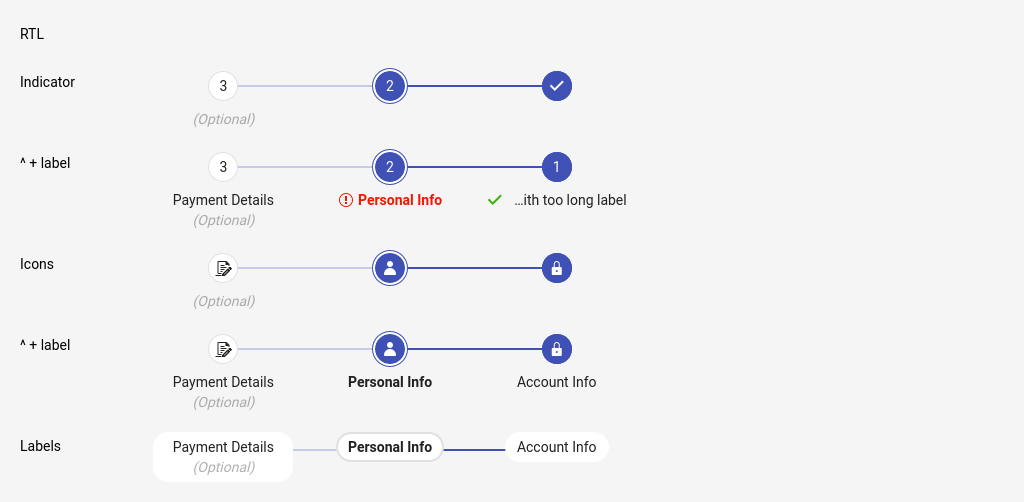 RTL
Indicator
3 2
(Optional)
^ + label
3 2 1
Payment Details Personal Info ...ith too long label
(Optional)
Icons
(Optional)
^ + label
Payment Details Personal Info Account Info
(Optional)
Labels
Payment Details Personal Info Account Info
(Optional)